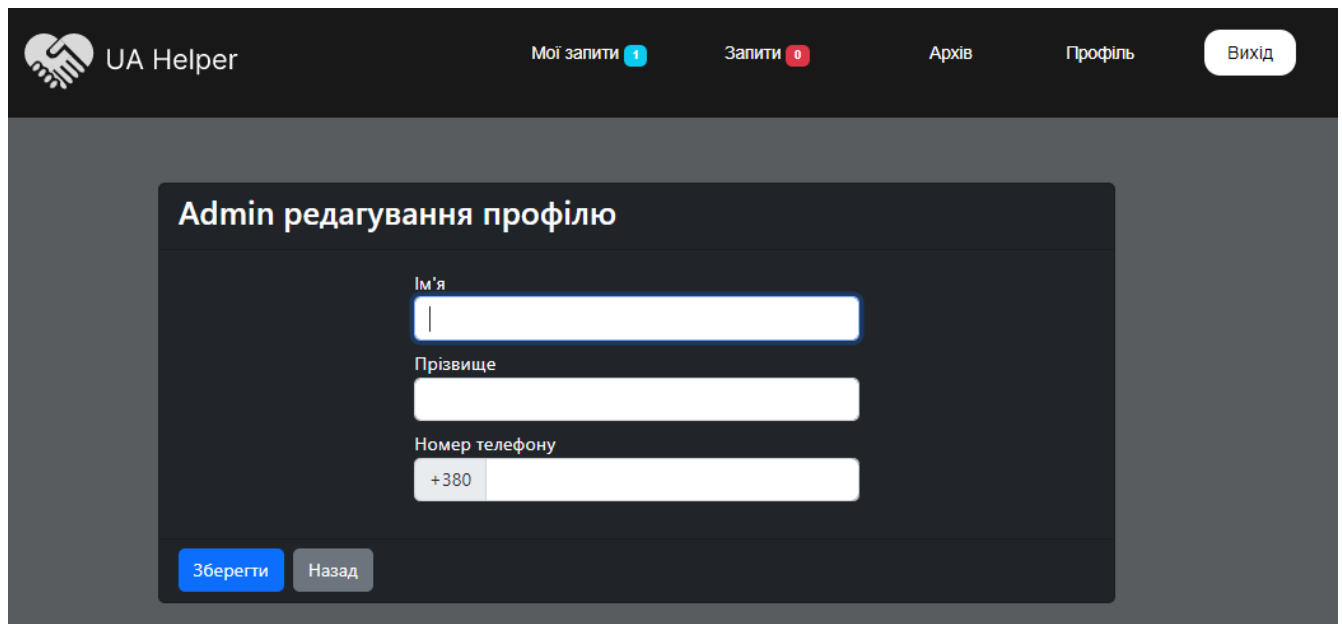 UA Helper
Мої запити 1
Запити 0
Архів
Профіль
Вихід
Admin редагування профілю
Ім'я
Прізвище
Номер телефону
+380
Зберегти
Назад